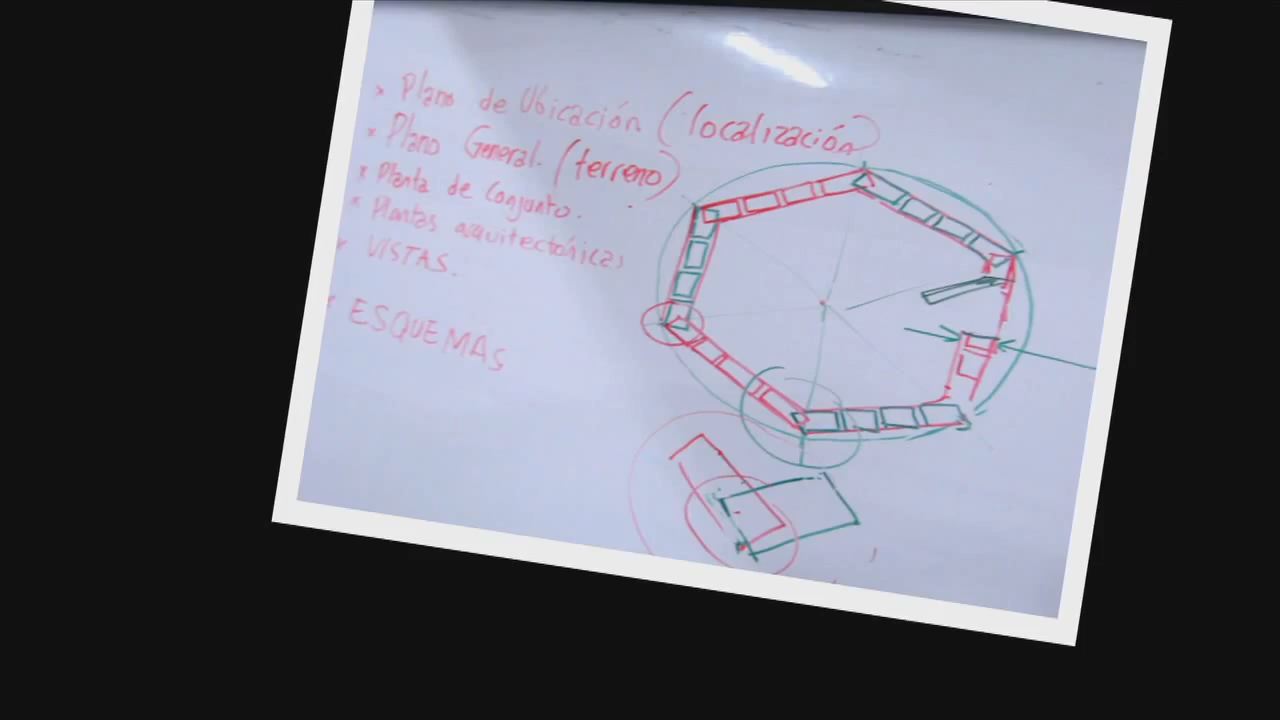 * Plano de Ubicación (localización)
* Plano General. (terreno)
* Planta de Conjunto.
* Plantas arquitectónicas
* VISTAS.
* ESQUEMAS